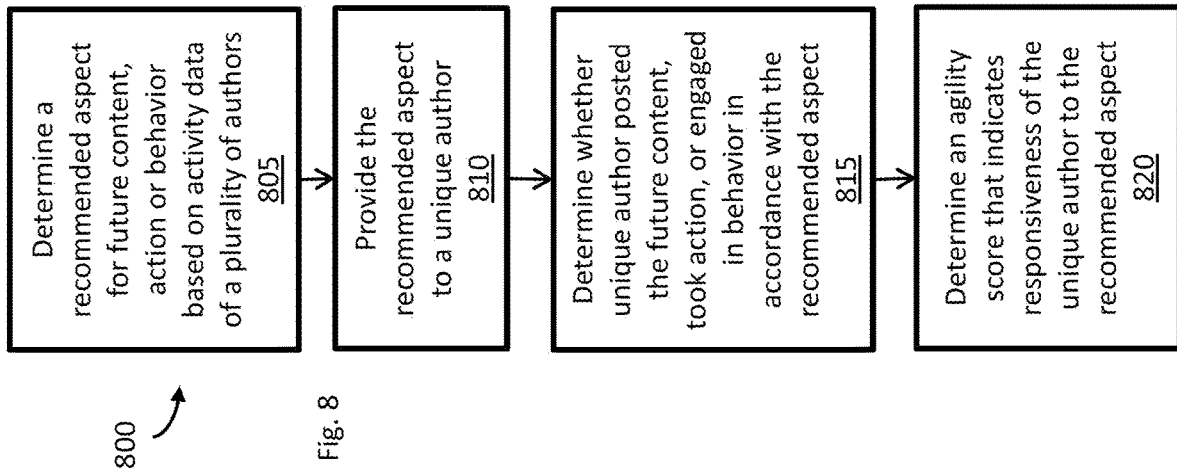 800
Determine a
recommended aspect
for future content,
action or behavior
based on activity data
of a plurality of authors
805
Provide the
recommended aspect
to a unique author
810
Determine whether
unique author posted
the future content,
took action, or engaged
in behavior in
accordance with the
recommended aspect
815
Determine an agility
score that indicates
responsiveness of the
unique author to the
recommended aspect
820
Fig. 8